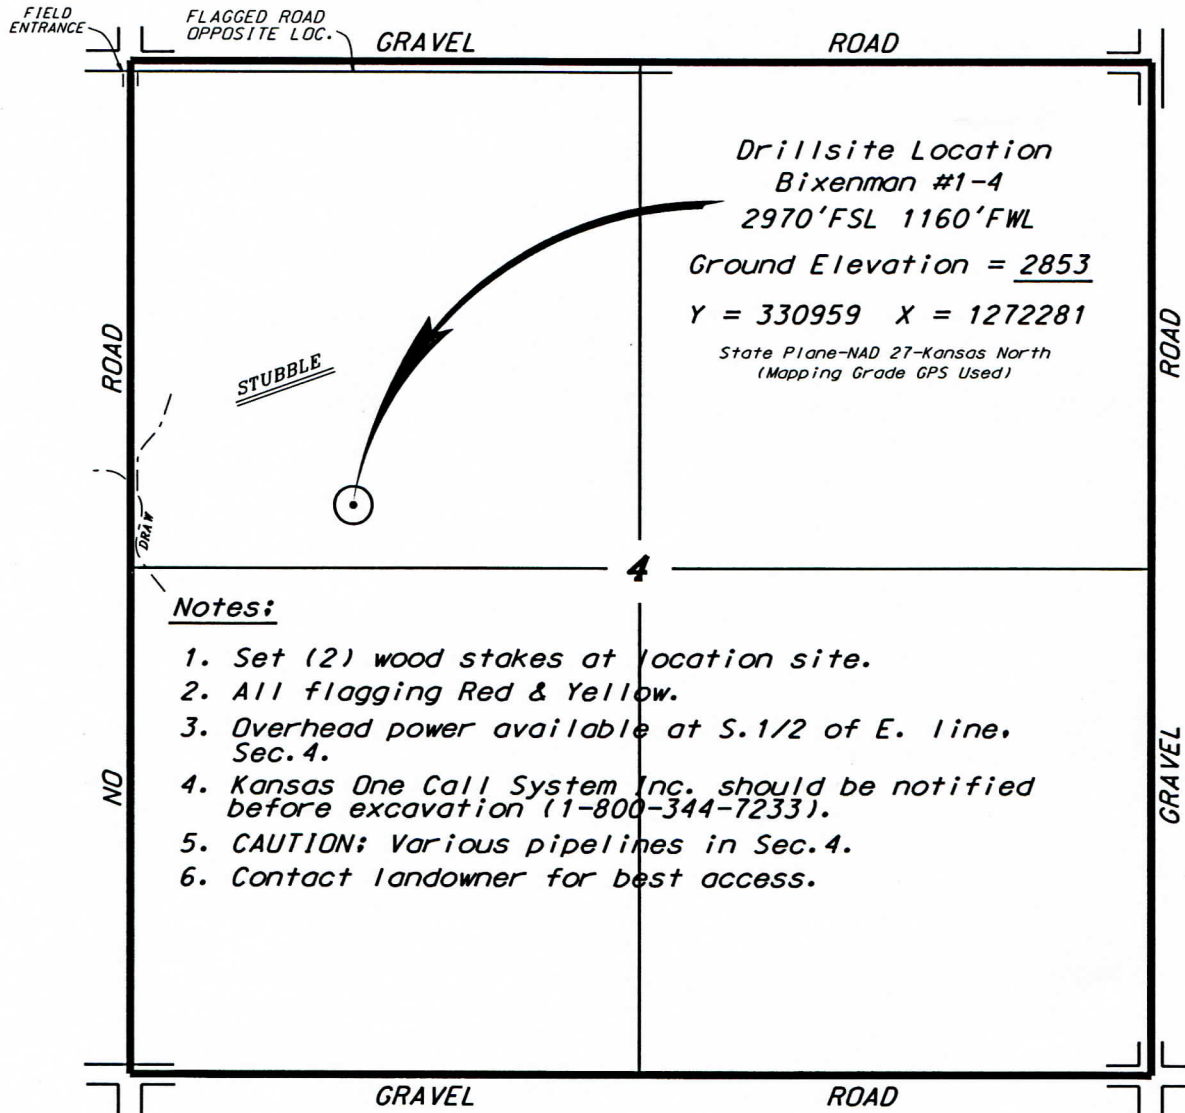 FIELD
ENTRANCE
FLAGGED ROAD
OPPOSITE LOC.
GRAVEL ROAD
Drillsite Location
Bixenman #1-4
2970'FSL 1160'FWL
Ground Elevation = 2853
Y = 330959 X = 1272281
State Plane-NAD 27-Kansas North
(Mapping Grade GPS Used)
STUBBLE
DRAW
NO ROAD
GRAVEL ROAD
4
Notes:
1. Set (2) wood stakes at location site.
2. All flagging Red & Yellow.
3. Overhead power available at S.1/2 of E. line,
Sec.4.
4. Kansas One Call System Inc. should be notified
before excavation (1-800-344-7233).
5. CAUTION: Various pipelines in Sec.4.
6. Contact landowner for best access.
GRAVEL ROAD